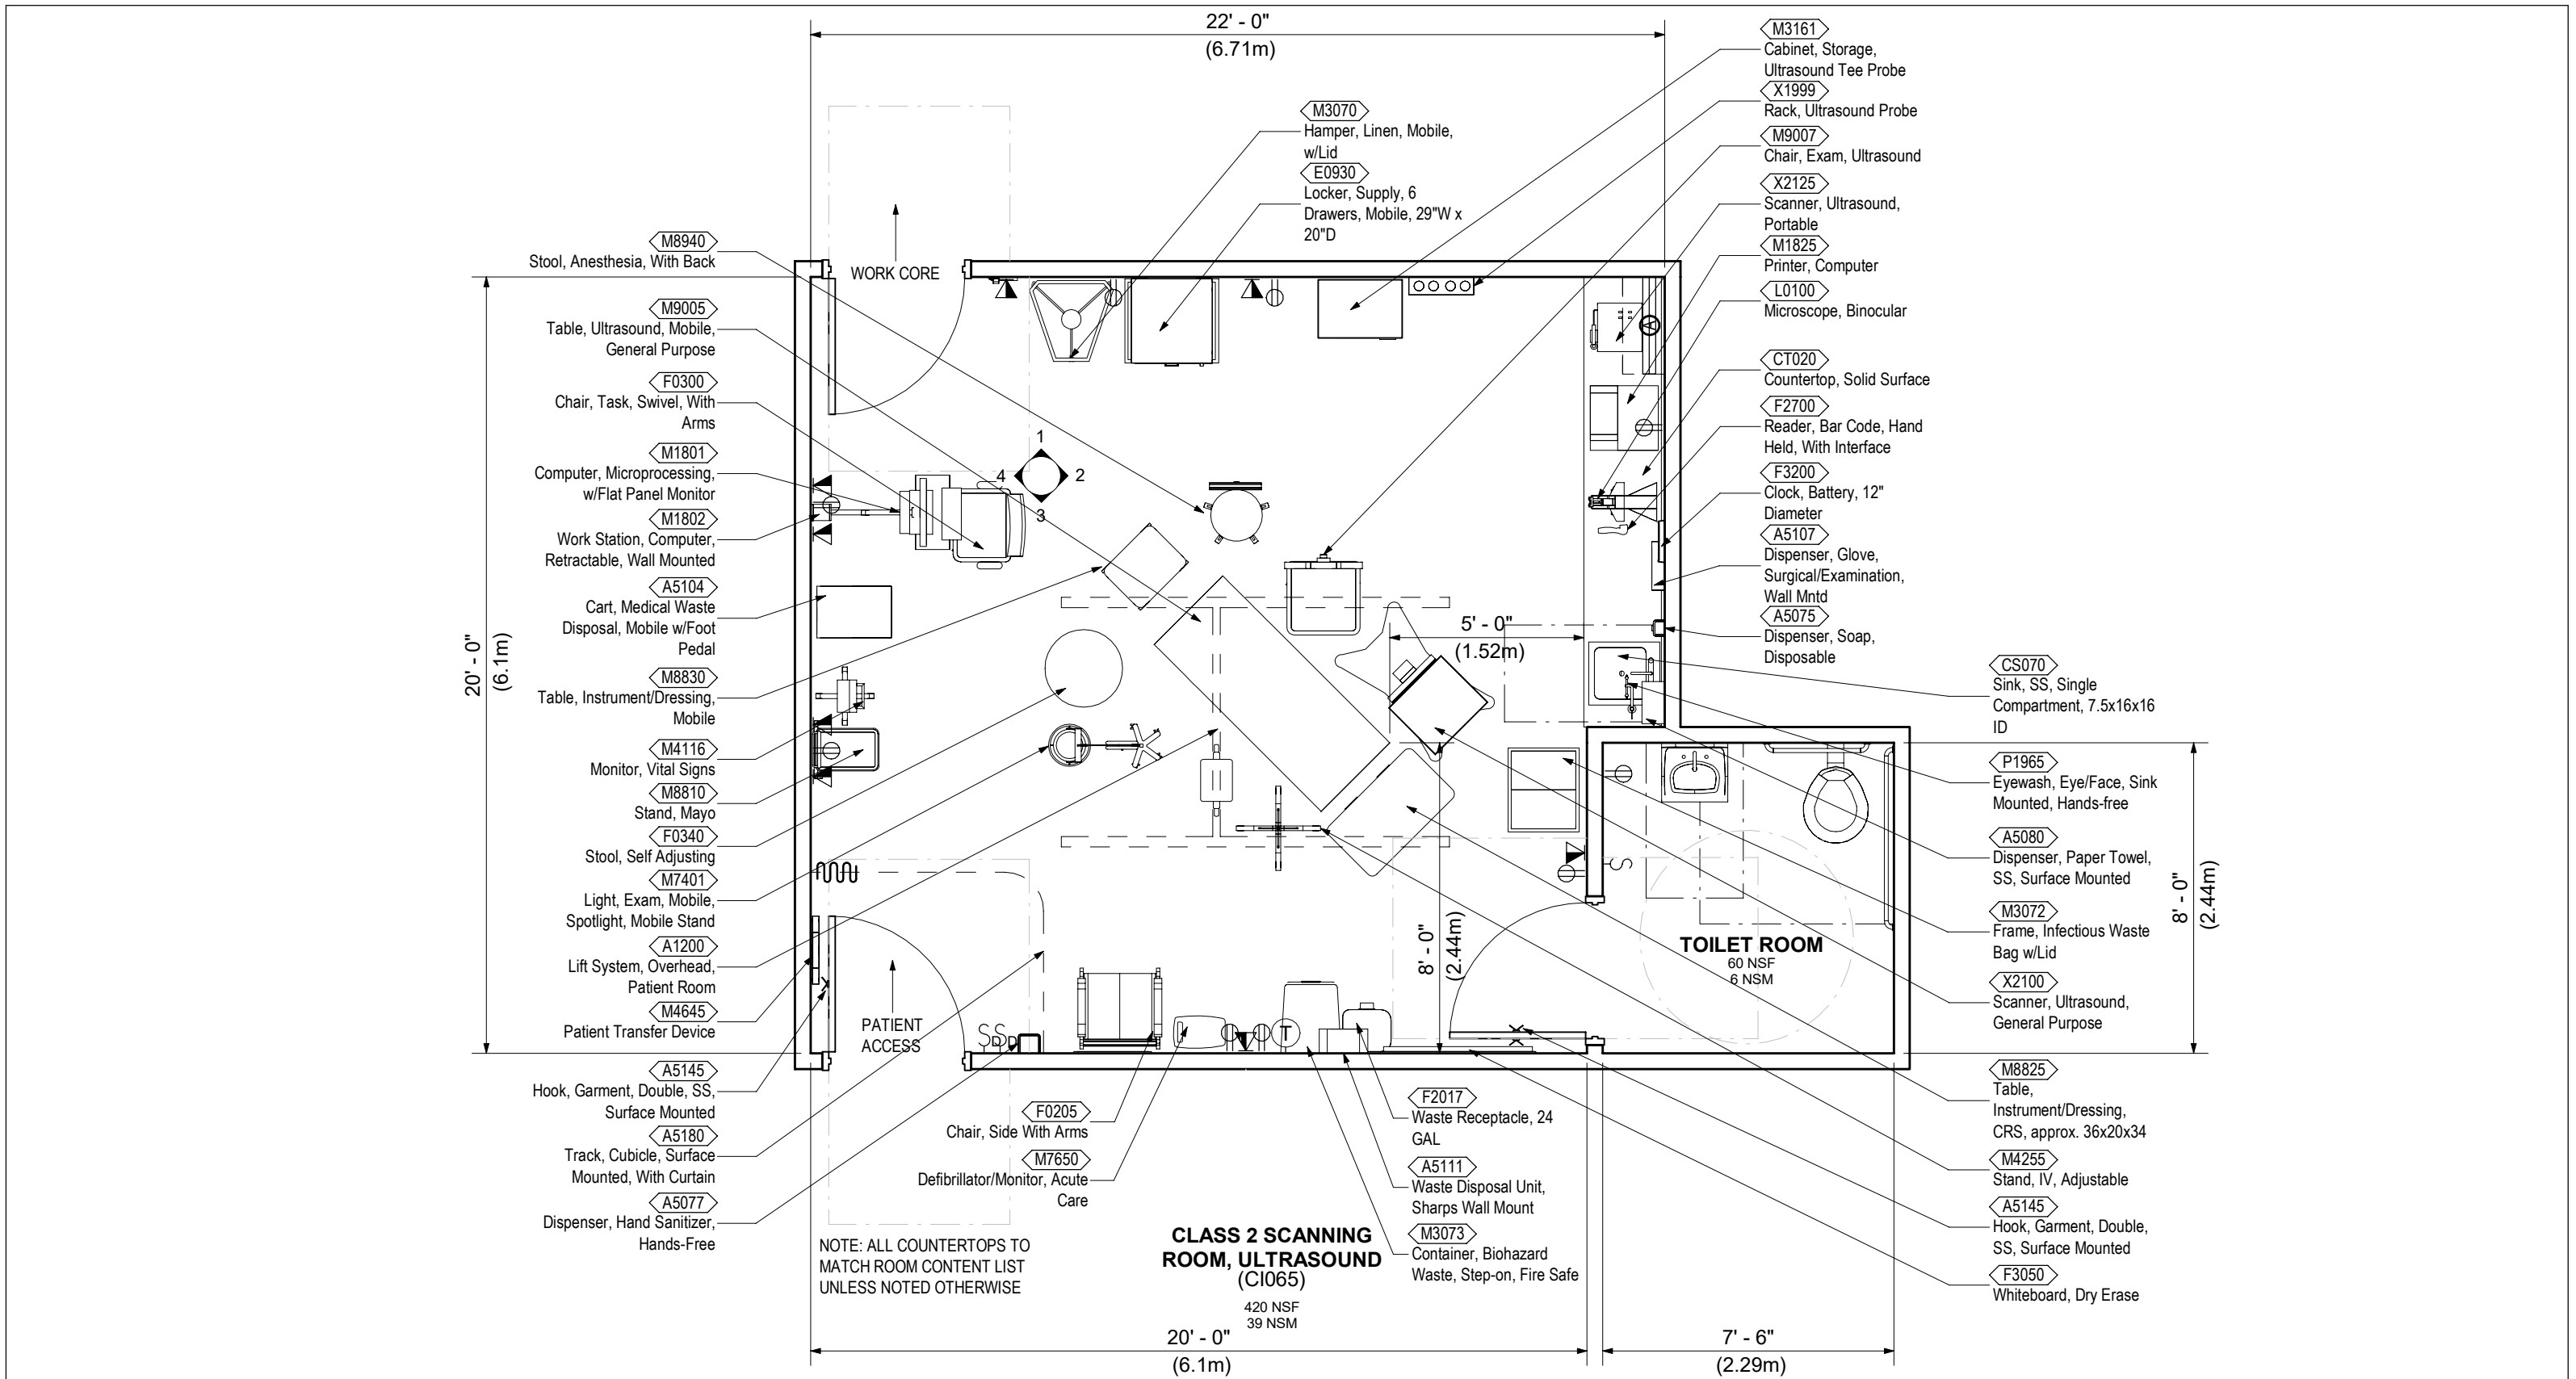 22' - 0"
(6.71m)
M3070
Hamper, Linen, Mobile,
w/Lid
E0930
Locker, Supply, 6
Drawers, Mobile, 29"W x
20"D
M3161
Cabinet, Storage,
Ultrasound Tee Probe
X1999
Rack, Ultrasound Probe
M9007
Chair, Exam, Ultrasound
X2125
Scanner, Ultrasound,
Portable
M1825
Printer, Computer
L0100
Microscope, Binocular
CT020
Countertop, Solid Surface
F2700
Reader, Bar Code, Hand
Held, With Interface
F3200
Clock, Battery, 12"
Diameter
A5107
Dispenser, Glove,
Surgical/Examination,
Wall Mntd
A5075
Dispenser, Soap,
Disposable
M8940
Stool, Anesthesia, With Back
M9005
Table, Ultrasound, Mobile,
General Purpose
F0300
Chair, Task, Swivel, With
Arms
M1801
Computer, Microprocessing,
w/Flat Panel Monitor
M1802
Work Station, Computer,
Retractable, Wall Mounted
A5104
Cart, Medical Waste
Disposal, Mobile w/Foot
Pedal
M8830
Table, Instrument/Dressing,
Mobile
M4116
Monitor, Vital Signs
M8810
Stand, Mayo
F0340
Stool, Self Adjusting
M7401
Light, Exam, Mobile,
Spotlight, Mobile Stand
A1200
Lift System, Overhead,
Patient Room
M4645
Patient Transfer Device
A5145
Hook, Garment, Double, SS,
Surface Mounted
A5180
Track, Cubicle, Surface
Mounted, With Curtain
A5077
Dispenser, Hand Sanitizer,
Hands-Free
20' - 0"
(6.1m)
WORK CORE
1
4
2
3
A
5' - 0"
(1.52m)
8' - 0"
(2.44m)
S
TOILET ROOM
60 NSF
6 NSM
PATIENT
ACCESS
S S
D D
T
CS070
Sink, SS, Single
Compartment, 7.5x16x16
ID
P1965
Eyewash, Eye/Face, Sink
Mounted, Hands-free
A5080
Dispenser, Paper Towel,
SS, Surface Mounted
M3072
Frame, Infectious Waste
Bag w/Lid
X2100
Scanner, Ultrasound,
General Purpose
M8825
Table,
Instrument/Dressing,
CRS, approx. 36x20x34
M4255
Stand, IV, Adjustable
A5145
Hook, Garment, Double,
SS, Surface Mounted
F3050
Whiteboard, Dry Erase
8' - 0"
(2.44m)
F0205
Chair, Side With Arms
M7650
Defibrillator/Monitor, Acute
Care
F2017
Waste Receptacle, 24
GAL
A5111
Waste Disposal Unit,
Sharps Wall Mount
M3073
Container, Biohazard
Waste, Step-on, Fire Safe
NOTE: ALL COUNTERTOPS TO
MATCH ROOM CONTENT LIST
UNLESS NOTED OTHERWISE
CLASS 2 SCANNING
ROOM, ULTRASOUND
(CI065)
420 NSF
39 NSM
20' - 0"
(6.1m)
7' - 6"
(2.29m)